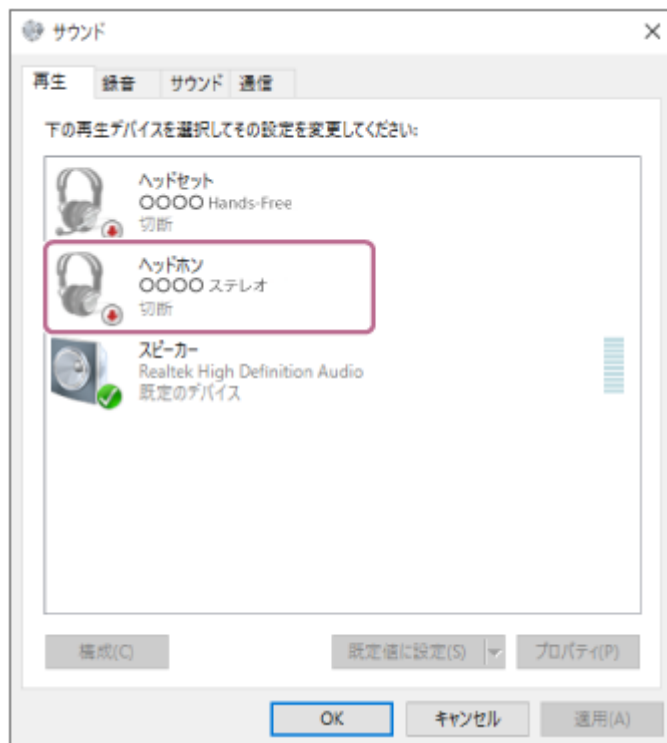 サウンド
再生 録音 サウンド 通信
下の再生デバイスを選択してその設定を変更してください:
ヘッドセット
〇〇〇〇 Hands-Free
切断
ヘッドホン
〇〇〇〇 ステレオ
切断
スピーカー
Realtek High Definition Audio
既定のデバイス
構成(C) 既定値に設定(S) プロパティ(P)
OK キャンセル 適用(A)